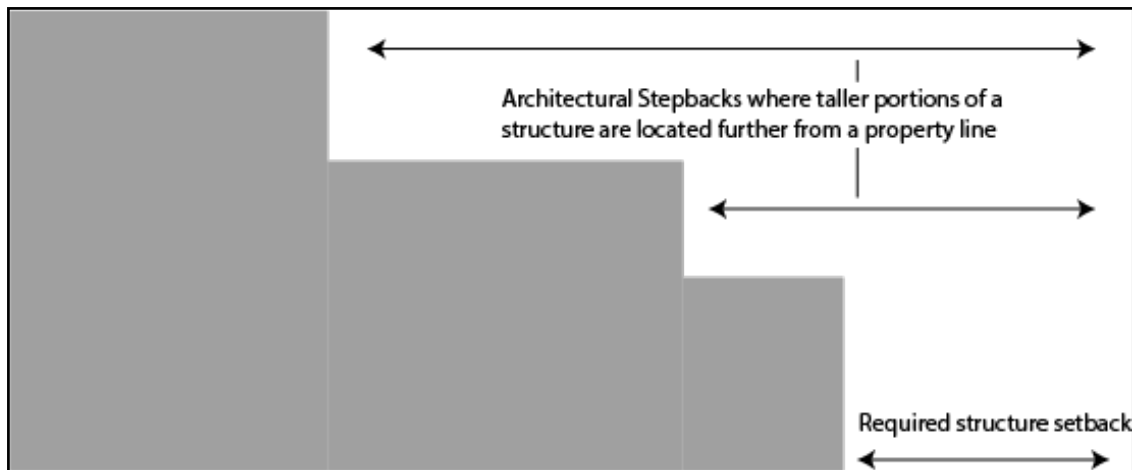 Architectural Stepbacks where taller portions of a
structure are located further from a property line
Required structure setback